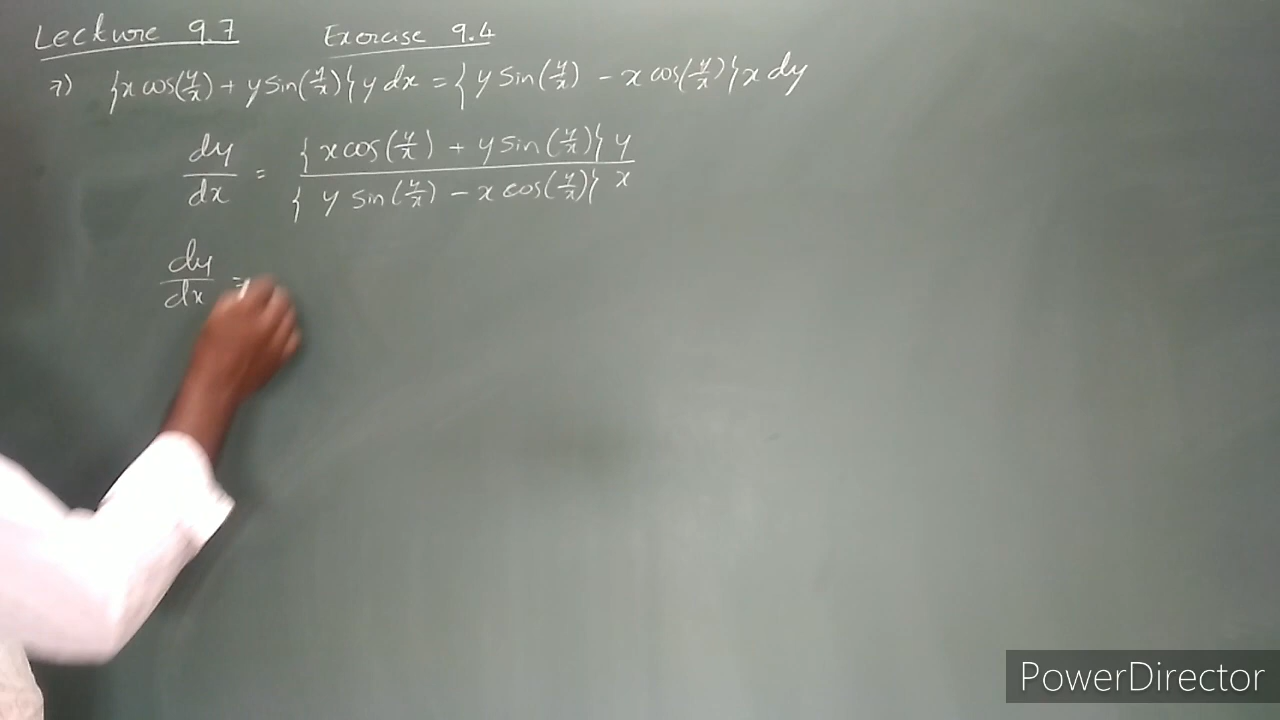 Lecture 9.7 Exercise 9.4
7) {x cos(y/x) + y sin(y/x)} y dx = {y sin(y/x) - x cos(y/x)} x dy
dy/dx = {x cos(y/x) + y sin(y/x)} y / {y sin(y/x) - x cos(y/x)} x
dy/dx =
PowerDirector